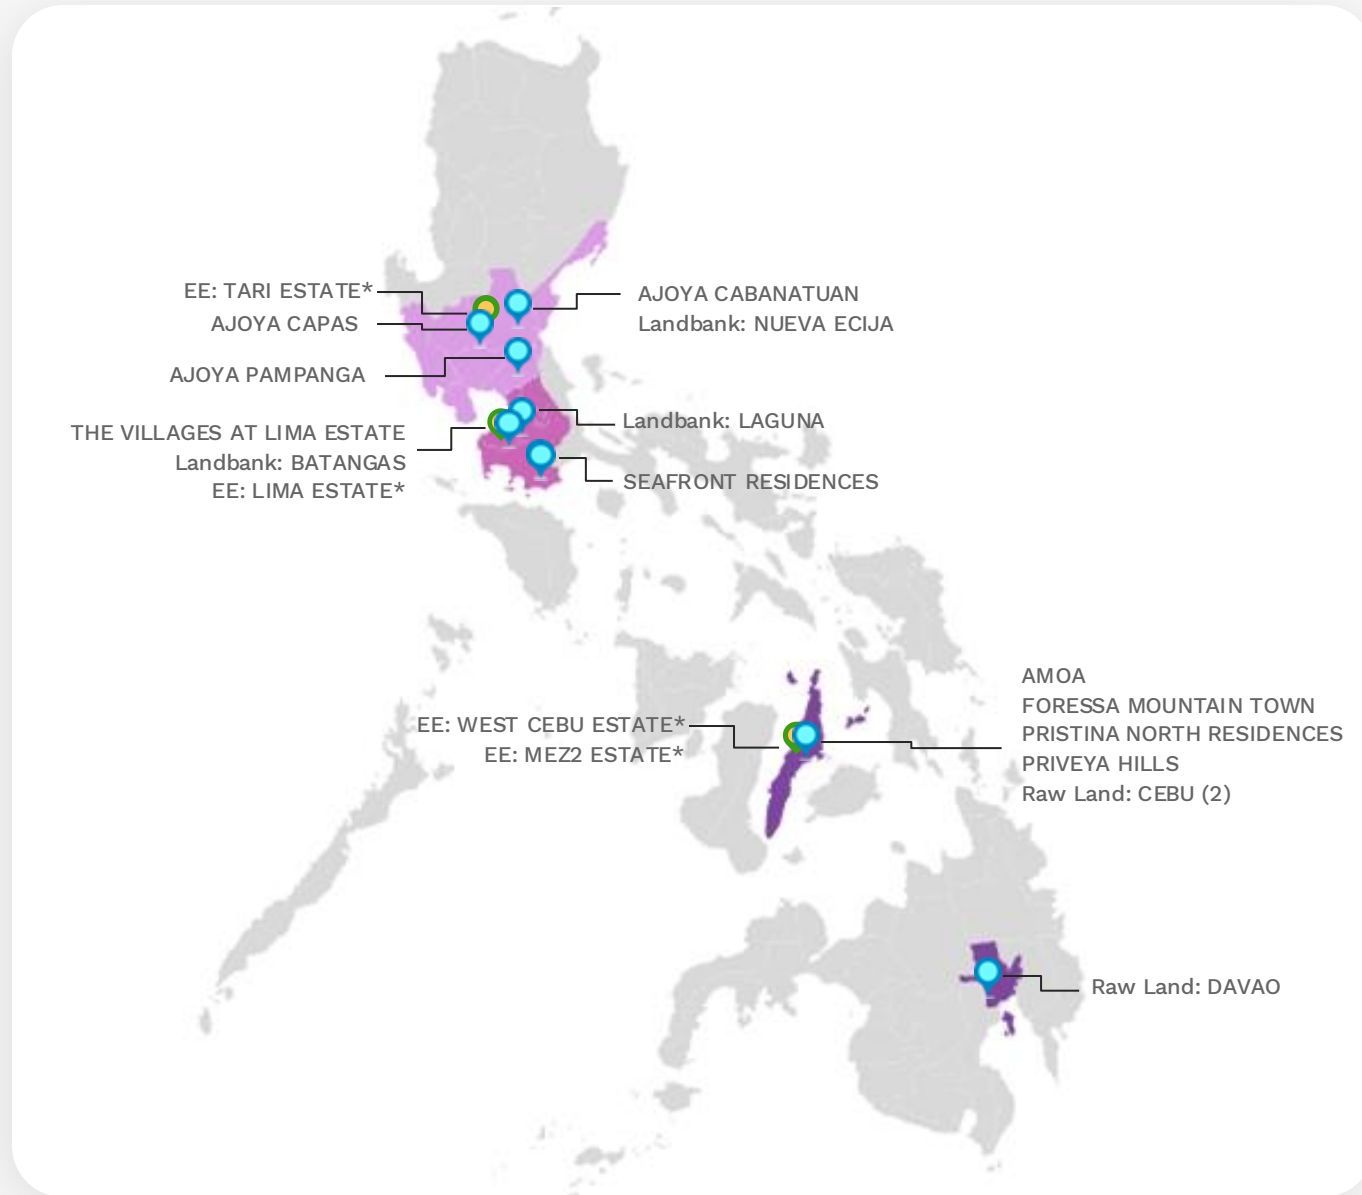 EE: TARI ESTATE*
AJOYA CAPAS
AJOYA PAMPANGA
THE VILLAGES AT LIMA ESTATE
Landbank: BATANGAS
EE: LIMA ESTATE*
AJOYA CABANATUAN
Landbank: NUEVA ECIJA
Landbank: LAGUNA
SEAFRONT RESIDENCES
EE: WEST CEBU ESTATE*
EE: MEZ2 ESTATE*
AMOA
FORESSA MOUNTAIN TOWN
PRISTINA NORTH RESIDENCES
PRIVEYA HILLS
Raw Land: CEBU (2)
Raw Land: DAVAO